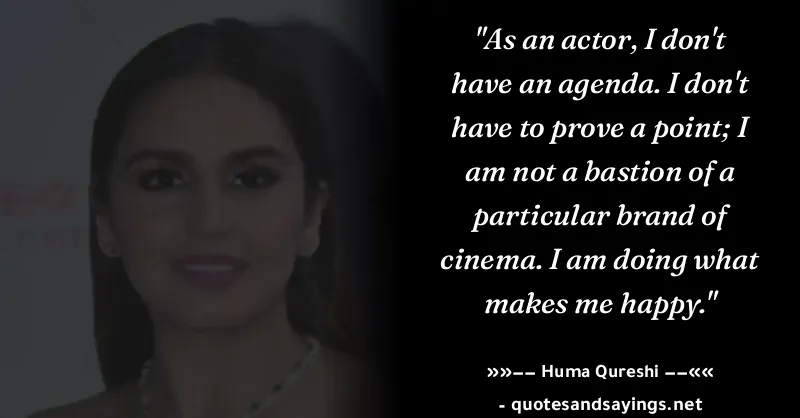 "As an actor, I don't
have an agenda. I don't
have to prove a point; I
am not a bastion of a
particular brand of
cinema. I am doing what
makes me happy."
»»–– Huma Qureshi ––««
- quotesandsayings.net